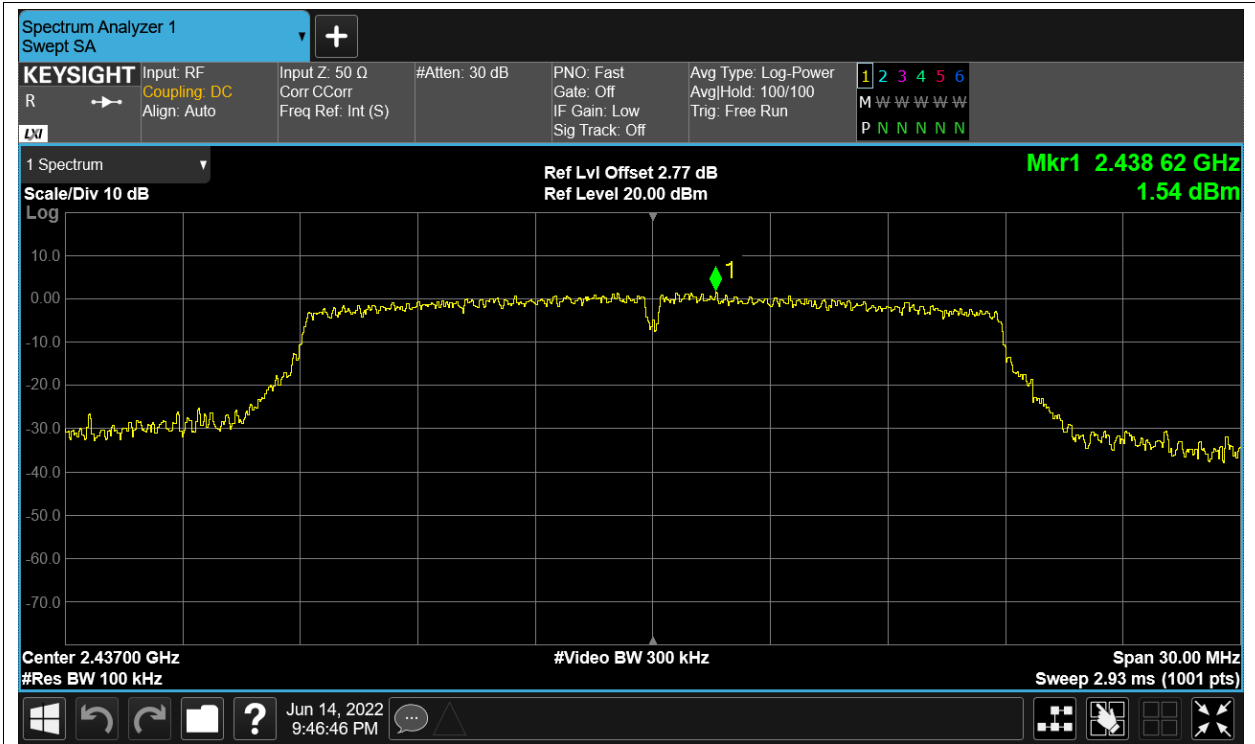 Spectrum Analyzer 1
Swept SA
+
KEYSIGHT
R
LXI
Input: RF
Coupling: DC
Align: Auto
Input Z: 50 Ω
Corr CCorr
Freq Ref: Int (S)
#Atten: 30 dB
PNO: Fast
Gate: Off
IF Gain: Low
Sig Track: Off
Avg Type: Log-Power
Avg|Hold: 100/100
Trig: Free Run
1 2 3 4 5 6
M W W W W W
P N N N N N
1 Spectrum
Scale/Div 10 dB
Log
Ref Lvl Offset 2.77 dB
Ref Level 20.00 dBm
Mkr1 2.438 62 GHz
1.54 dBm
1
10.0
0.00
-10.0
-20.0
-30.0
-40.0
-50.0
-60.0
-70.0
Center 2.43700 GHz
#Video BW 300 kHz
Span 30.00 MHz
#Res BW 100 kHz
Sweep 2.93 ms (1001 pts)
?
Jun 14, 2022
9:46:46 PM